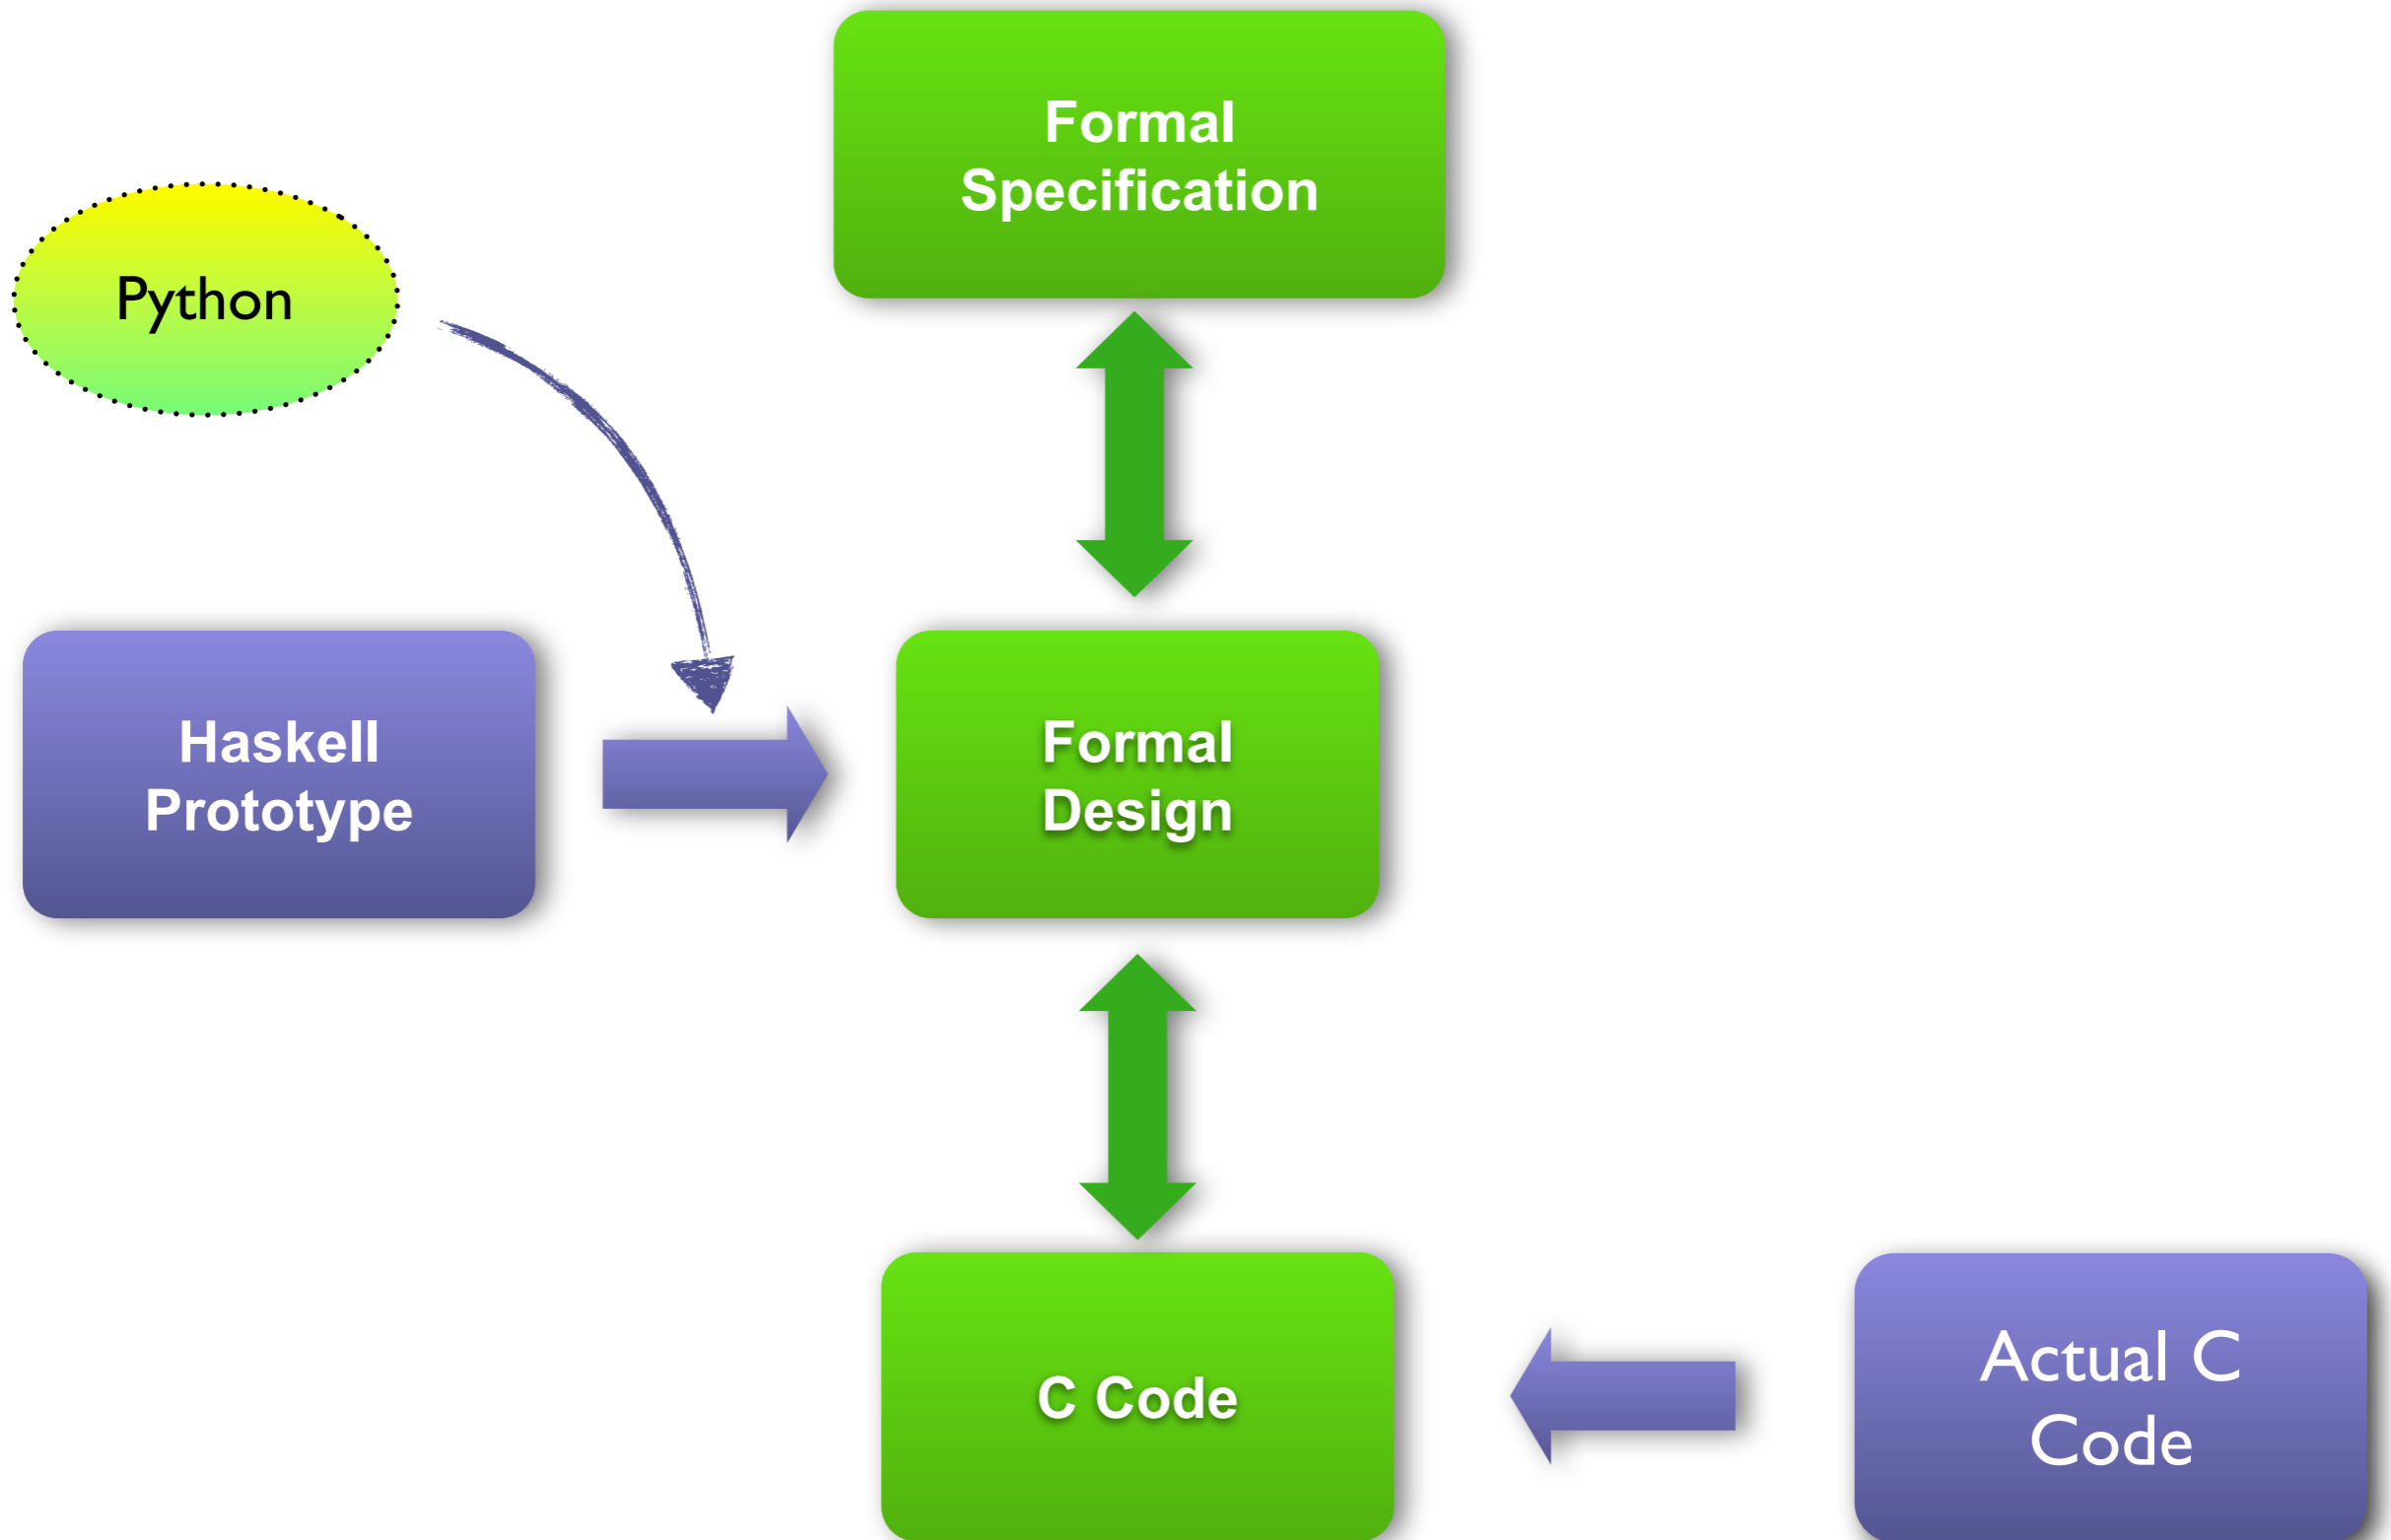 Formal
Specification
Python
Haskell
Prototype
Formal
Design
C Code
Actual C
Code